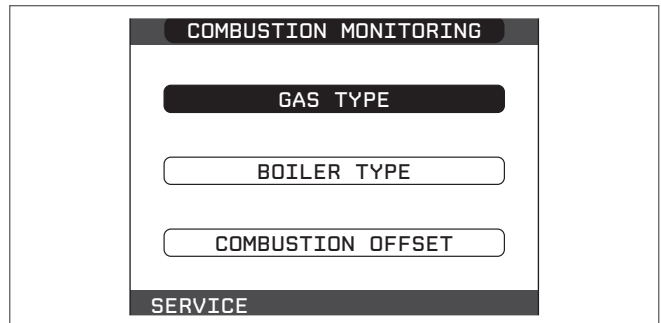 COMBUSTION MONITORING
GAS TYPE
BOILER TYPE
COMBUSTION OFFSET
SERVICE